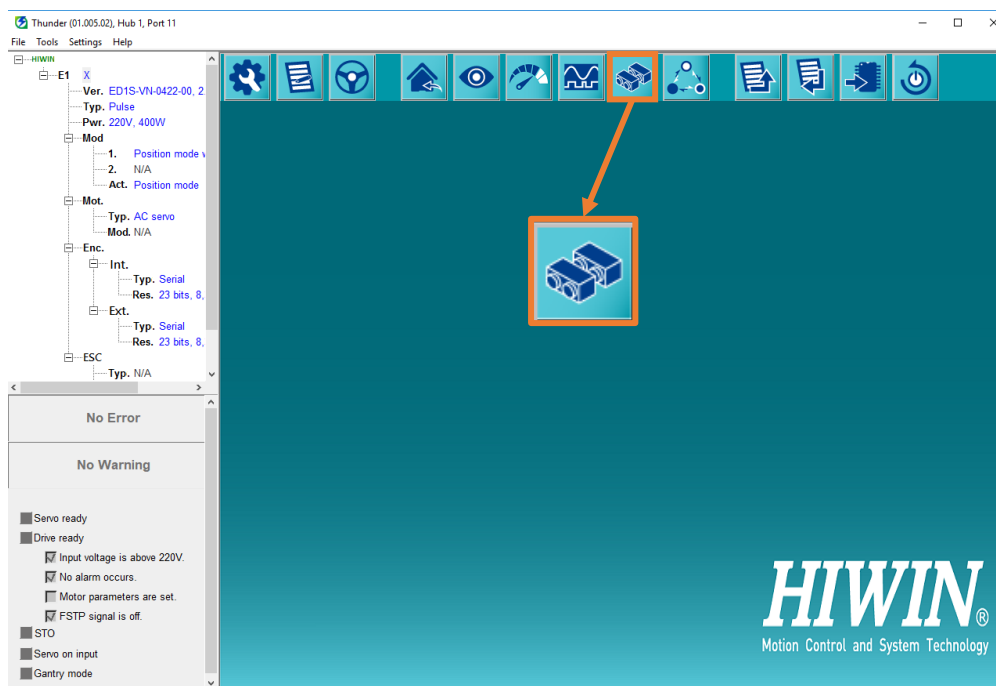 Thunder (01.005.02), Hub 1, Port 11
File Tools Settings Help
HIWIN
E1 X
Ver. ED1S-VN-0422-00, 2.
Typ. Pulse
Pwr. 220V, 400W
Mod
1. Position mode w
2. N/A
Act. Position mode
Mot.
Typ. AC servo
Mod. N/A
Enc.
Int.
Typ. Serial
Res. 23 bits, 8,
Ext.
Typ. Serial
Res. 23 bits, 8,
ESC
Typ. N/A
No Error
No Warning
Servo ready
Drive ready
Input voltage is above 220V.
No alarm occurs.
Motor parameters are set.
FSTP signal is off.
STO
Servo on input
Gantry mode
HIWIN®
Motion Control and System Technology